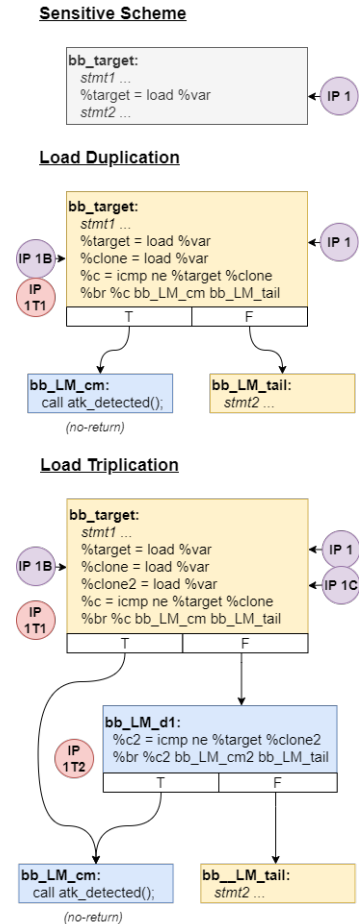 Sensitive Scheme
bb_target:
stmt1 ...
%target = load %var
stmt2 ...
IP 1
Load Duplication
bb_target:
stmt1 ...
%target = load %var
%clone = load %var
%c = icmp ne %target %clone
%br %c bb_LM_cm bb_LM_tail
IP 1
IP 1B
IP
1T1
T
F
bb_LM_cm:
call atk_detected();
(no-return)
bb_LM_tail:
stmt2 ...
Load Triplication
bb_target:
stmt1 ...
%target = load %var
%clone = load %var
%clone2 = load %var
%c = icmp ne %target %clone
%br %c bb_LM_cm bb_LM_tail
IP 1
IP 1B
IP 1C
IP
1T1
T
F
bb_LM_d1:
%c2 = icmp ne %target %clone2
%br %c2 bb_LM_cm2 bb_LM_tail
IP
1T2
T
F
bb_LM_cm:
call atk_detected();
(no-return)
bb__LM_tail:
stmt2 ...